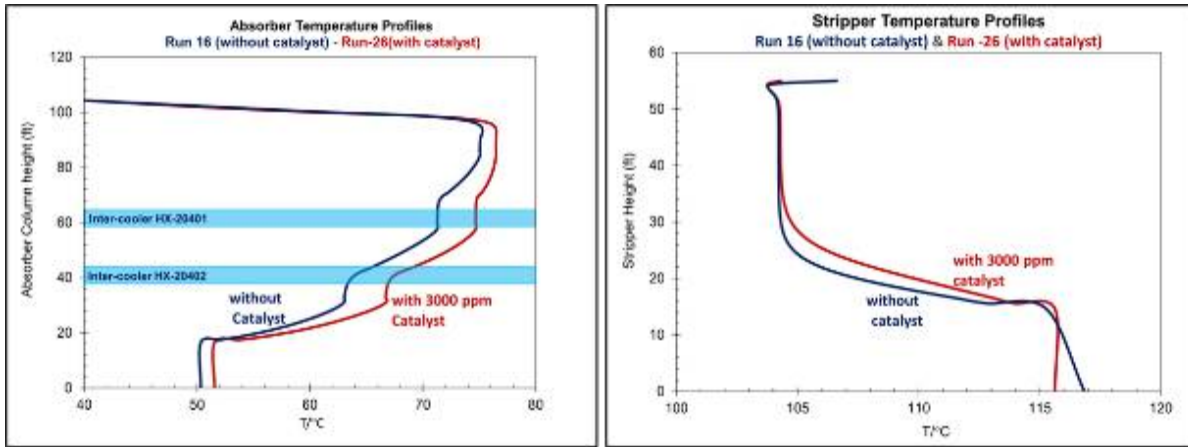 Absorber Temperature Profiles
Run 16 (without catalyst) - Run-26(with catalyst)
120
100
80
60
40
20
0
Absorber Column height (ft)
Inter-cooler HX-20401
Inter-cooler HX-20402
without
Catalyst
with 3000 ppm
Catalyst
40
50
60
70
80
T/°C
Stripper Temperature Profiles
Run 16 (without catalyst) & Run -26 (with catalyst)
60
50
40
30
20
10
0
Stripper Height (ft)
with 3000 ppm
catalyst
without
catalyst
100
105
110
115
120
T/°C